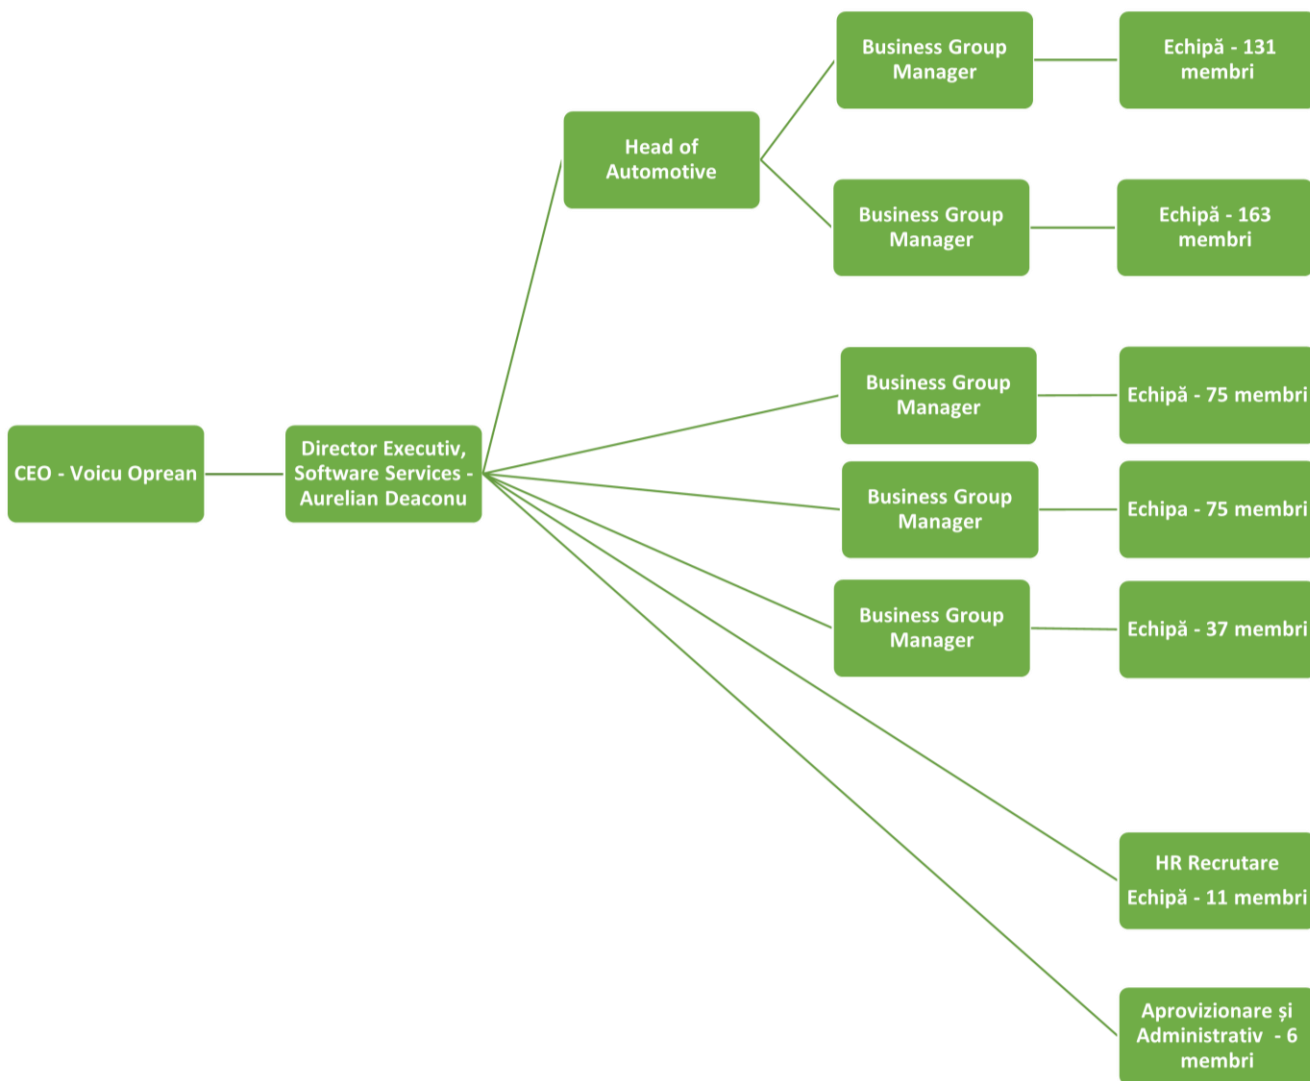 Business Group
Manager
Echipă - 131
membri
Head of
Automotive
Business Group
Manager
Echipă - 163
membri
Business Group
Manager
Echipă - 75 membri
CEO - Voicu Oprean
Director Executiv,
Software Services -
Aurelian Deaconu
Business Group
Manager
Echipa - 75 membri
Business Group
Manager
Echipă - 37 membri
HR Recrutare
Echipă - 11 membri
Aprovizionare și
Administrativ  - 6
membri